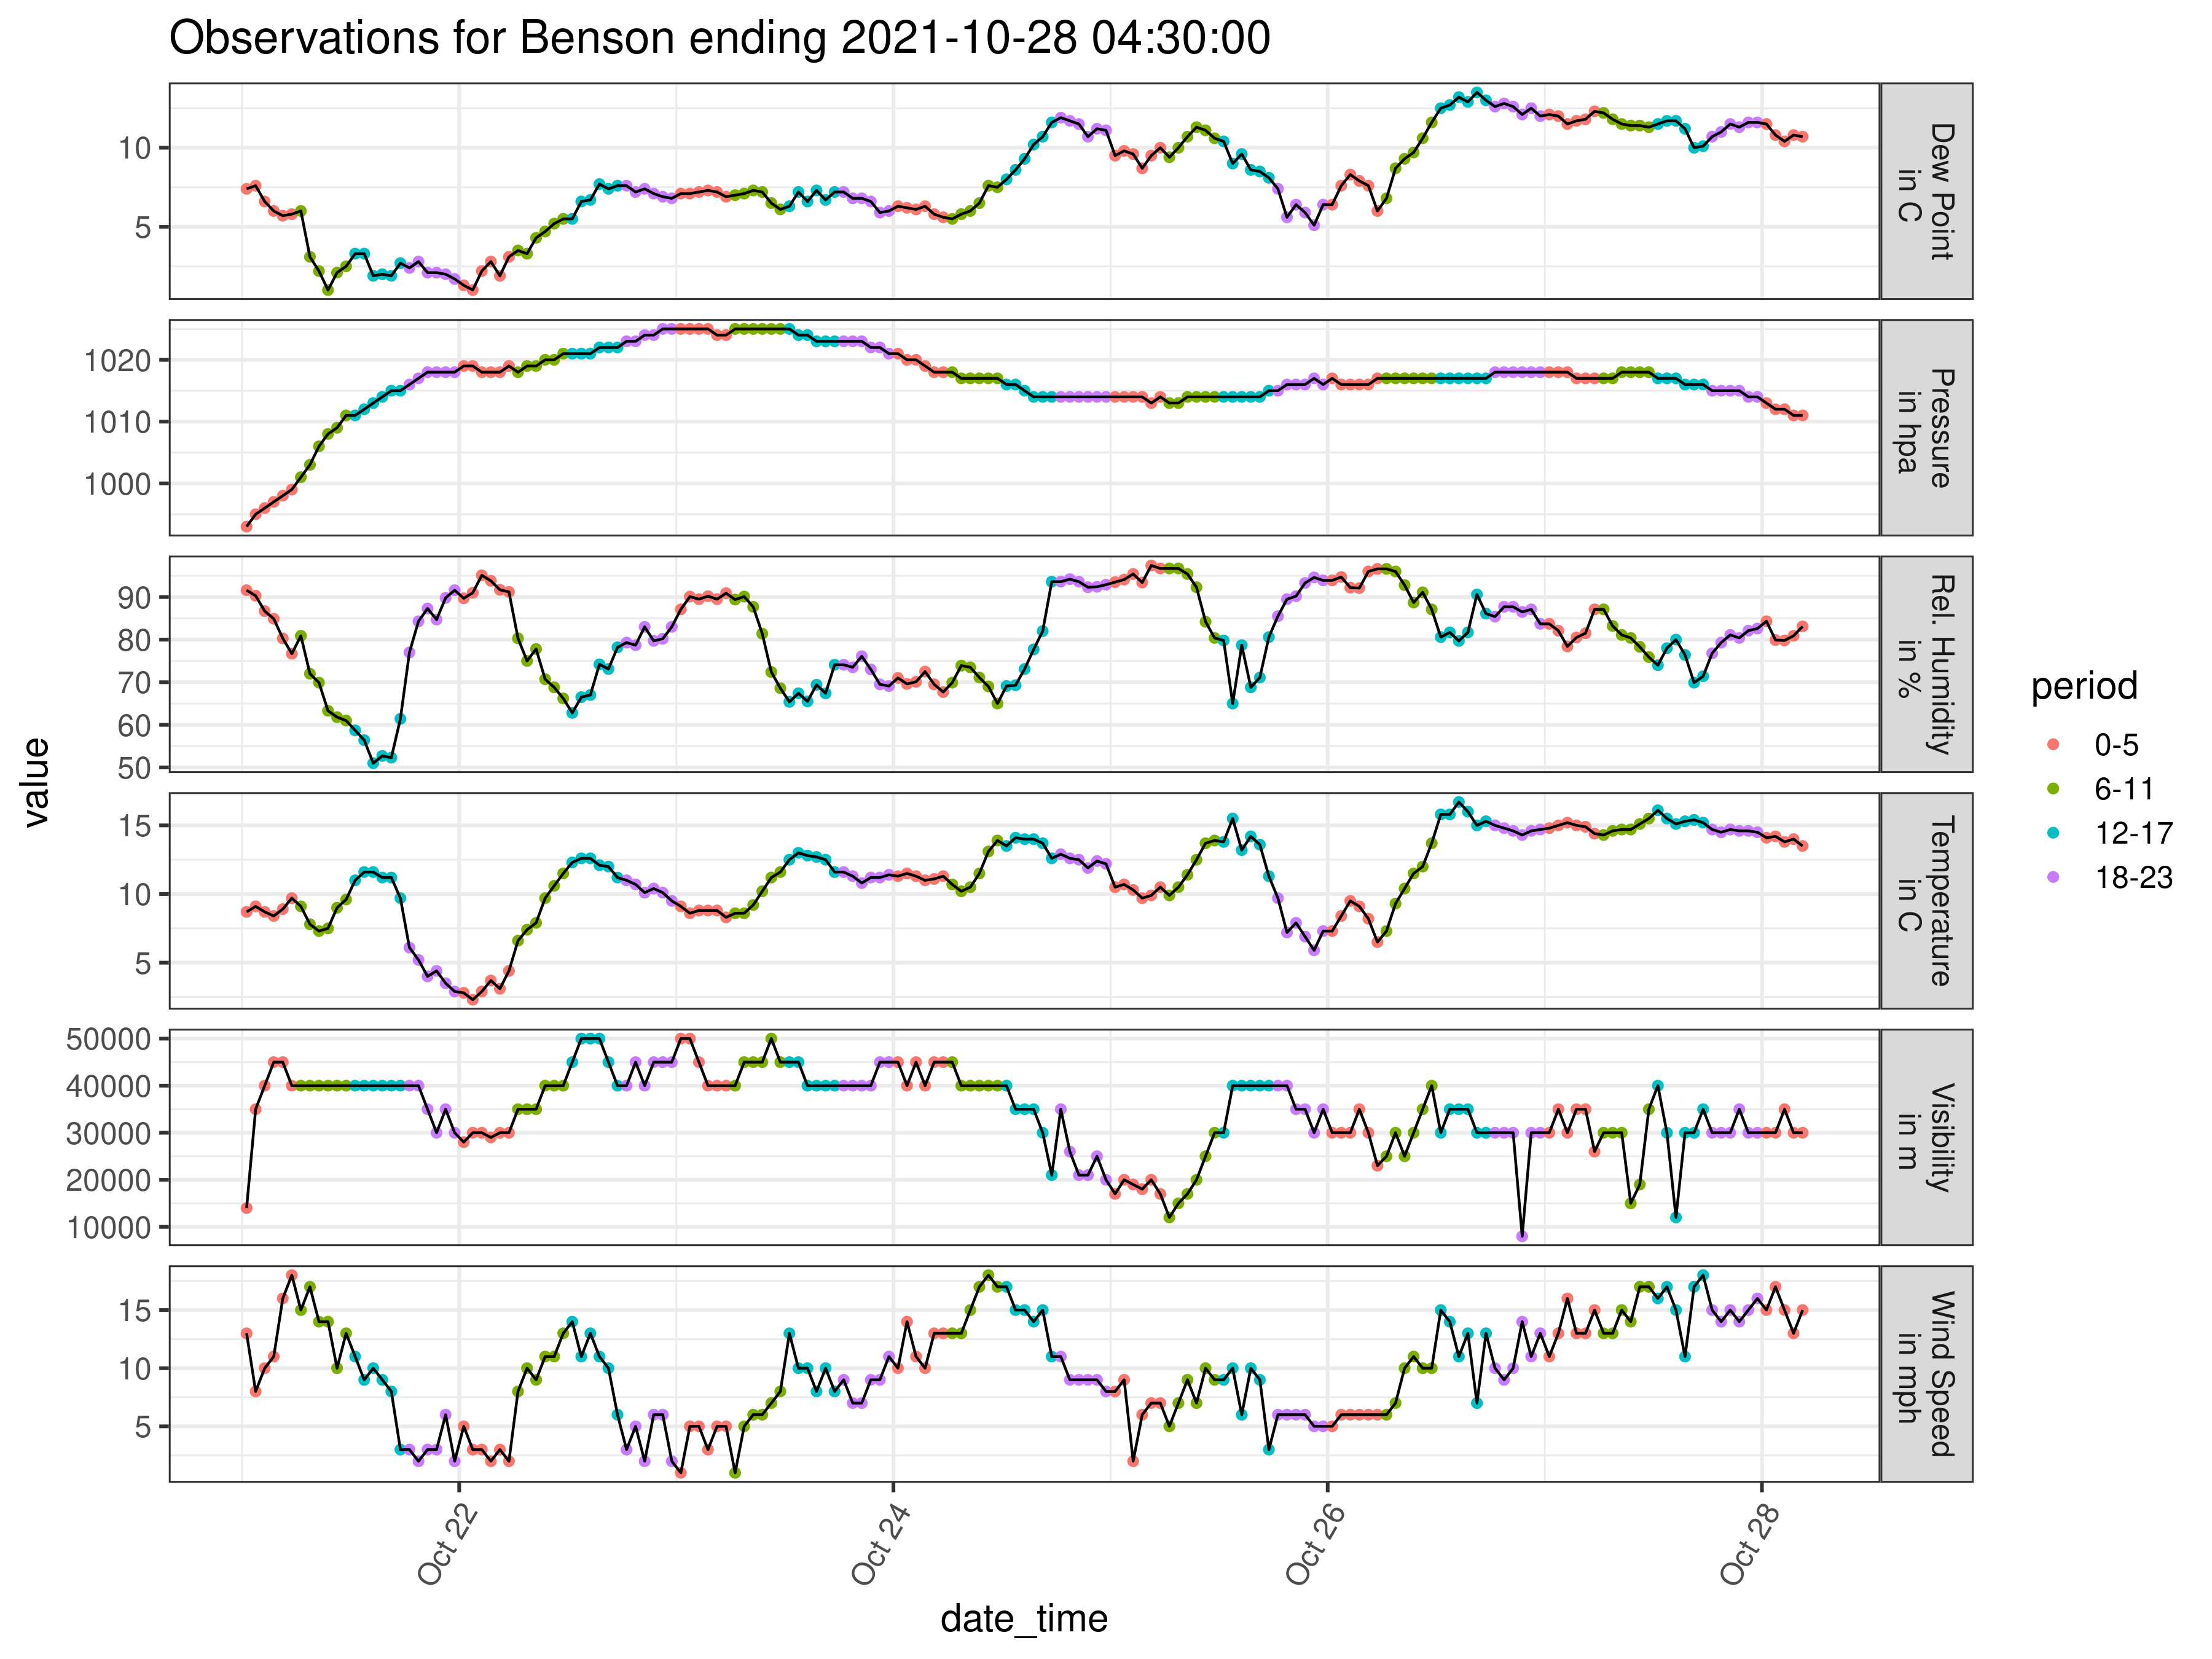 Observations for Benson ending 2021-10-28 04:30:00
value
10
5
Dew Point
in C
1020
1010
1000
Pressure
in hpa
90
80
70
60
50
Rel. Humidity
in %
15
10
5
Temperature
in C
50000
40000
30000
20000
10000
Visibility
in m
15
10
5
Wind Speed
in mph
Oct 22
Oct 24
Oct 26
Oct 28
date_time
period
0-5
6-11
12-17
18-23